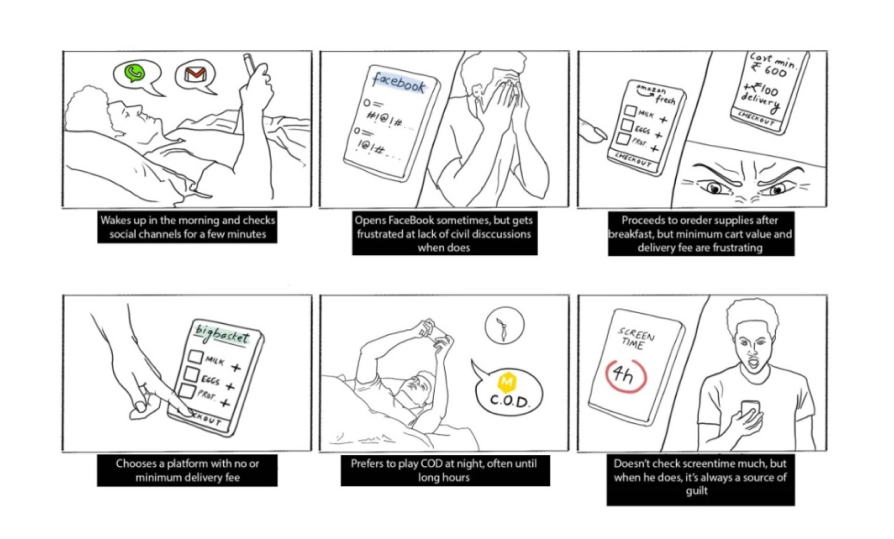 facebook
#!@!#...
!@!#....
amazon
fresh
MILK +
EGGS +
PROT +
CHECKOUT
Cart min.
₹ 600
+₹100
delivery
CHECKOUT
Wakes up in the morning and checks
social channels for a few minutes
Opens FaceBook sometimes, but gets
frustrated at lack of civil disccussions
when does
Proceeds to oreder supplies after
breakfast, but minimum cart value and
delivery fee are frustrating
bigbasket
MILK +
EGGS +
PROT +
CKOUT
M
C.O.D.
SCREEN
TIME
4h
Chooses a platform with no or
minimum delivery fee
Prefers to play COD at night, often until
long hours
Doesn't check screentime much, but
when he does, it's always a source of
guilt